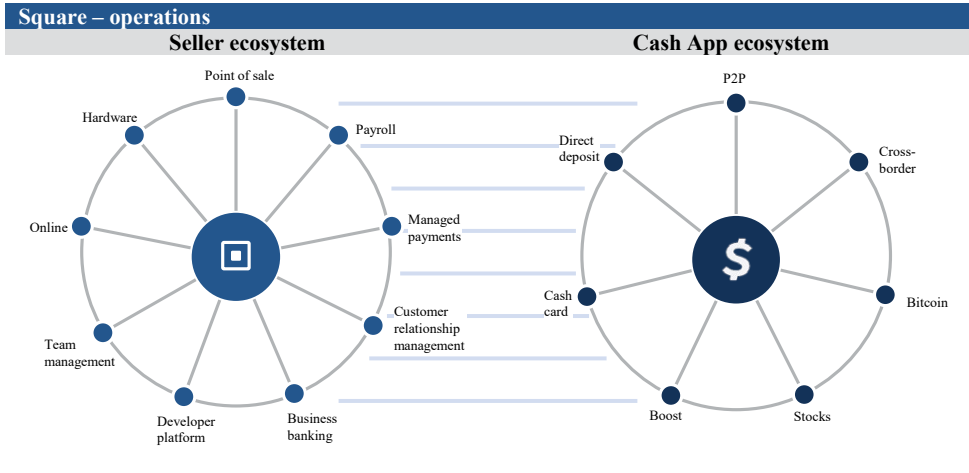 Square – operations
Seller ecosystem
Cash App ecosystem
Point of sale
Hardware
Payroll
Online
Managed
payments
Customer
relationship
management
Team
management
Developer
platform
Business
banking
P2P
Direct
deposit
Cross-
border
Cash
card
Bitcoin
Boost
Stocks
$